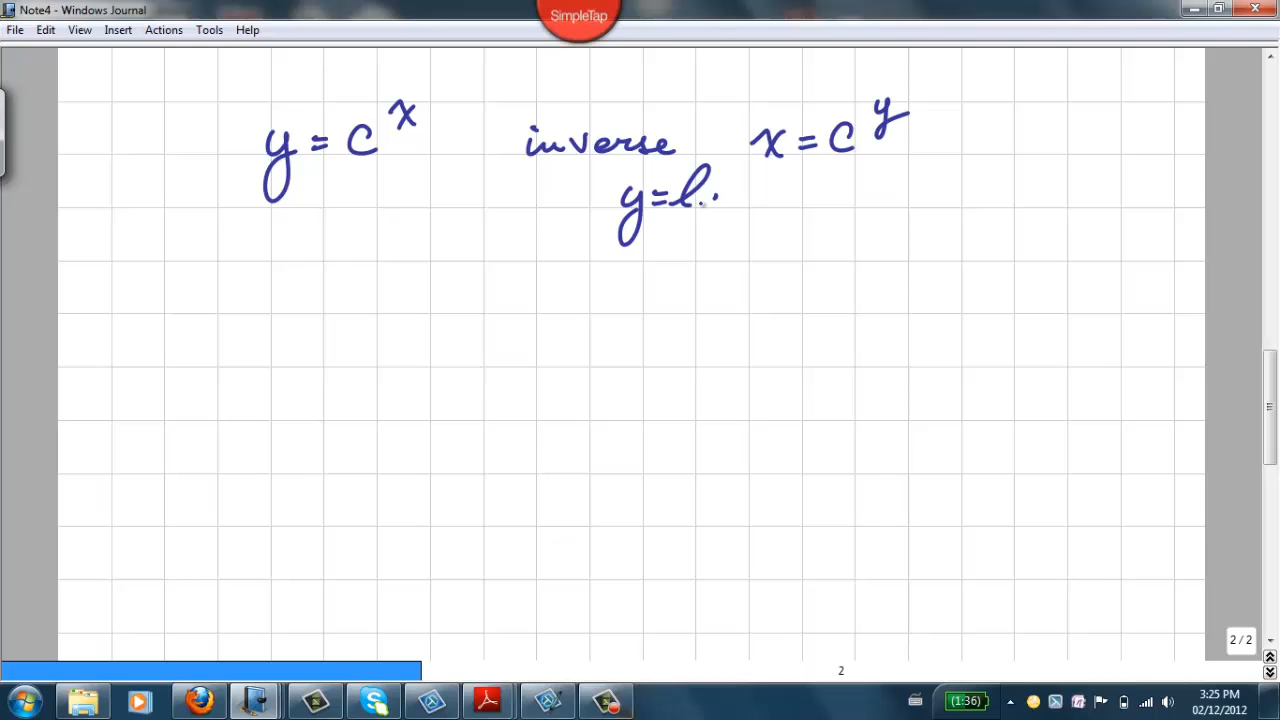 Note4 - Windows Journal
SimpleTap
File Edit View Insert Actions Tools Help
y = c^x inverse x = c^y
y = l
2 / 2
2
(1:36)
3:25 PM
02/12/2012